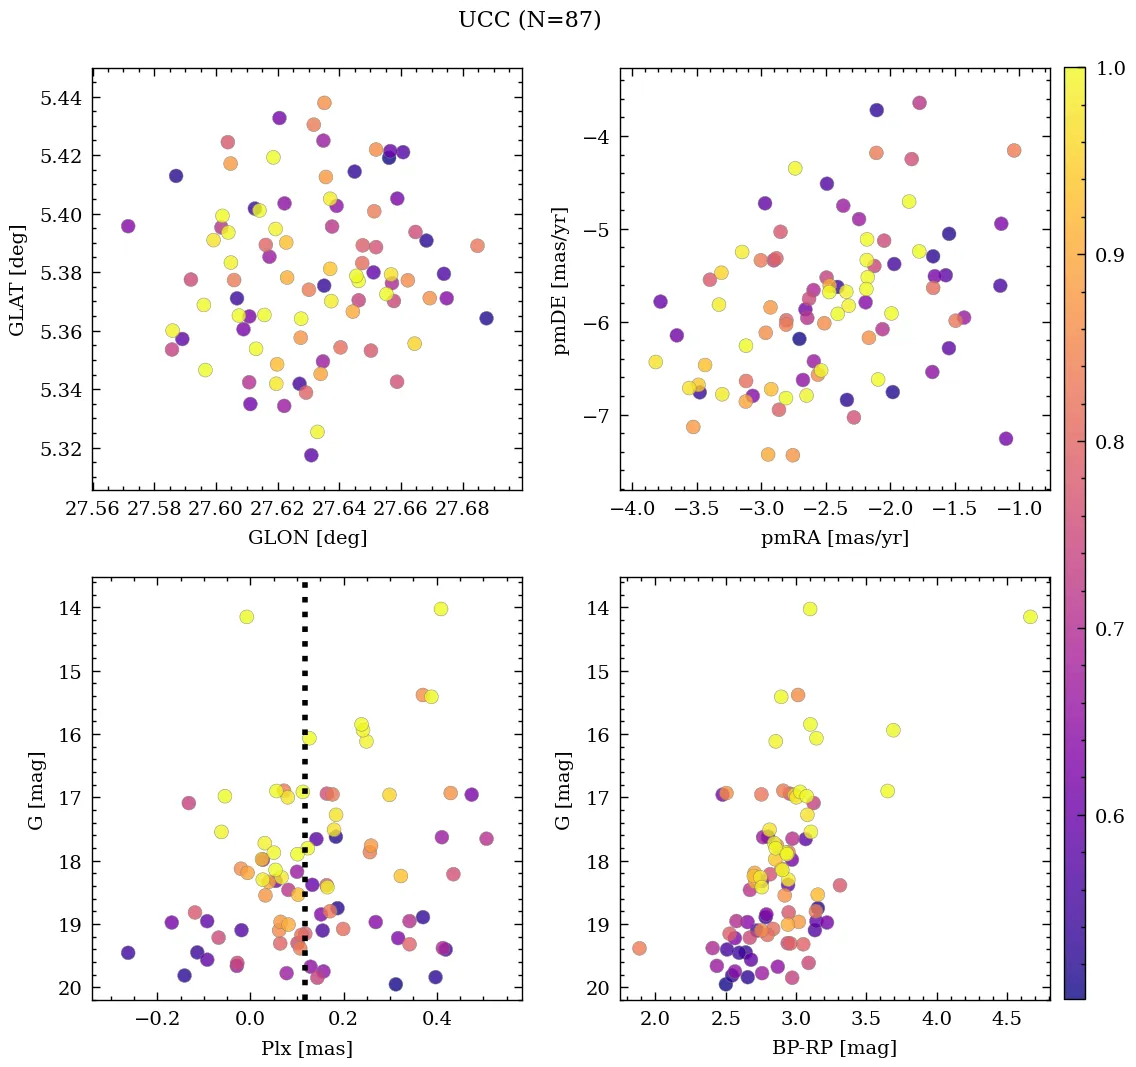 UCC (N=87)
5.44
5.42
5.40
5.38
5.36
5.34
5.32
GLAT [deg]
27.56 27.58 27.60 27.62 27.64 27.66 27.68
GLON [deg]
−4
−5
−6
−7
pmDE [mas/yr]
−4.0 −3.5 −3.0 −2.5 −2.0 −1.5 −1.0
pmRA [mas/yr]
1.0
0.9
0.8
0.7
0.6
14
15
16
17
18
19
20
G [mag]
−0.2 0.0 0.2 0.4
Plx [mas]
14
15
16
17
18
19
20
G [mag]
2.0 2.5 3.0 3.5 4.0 4.5
BP-RP [mag]